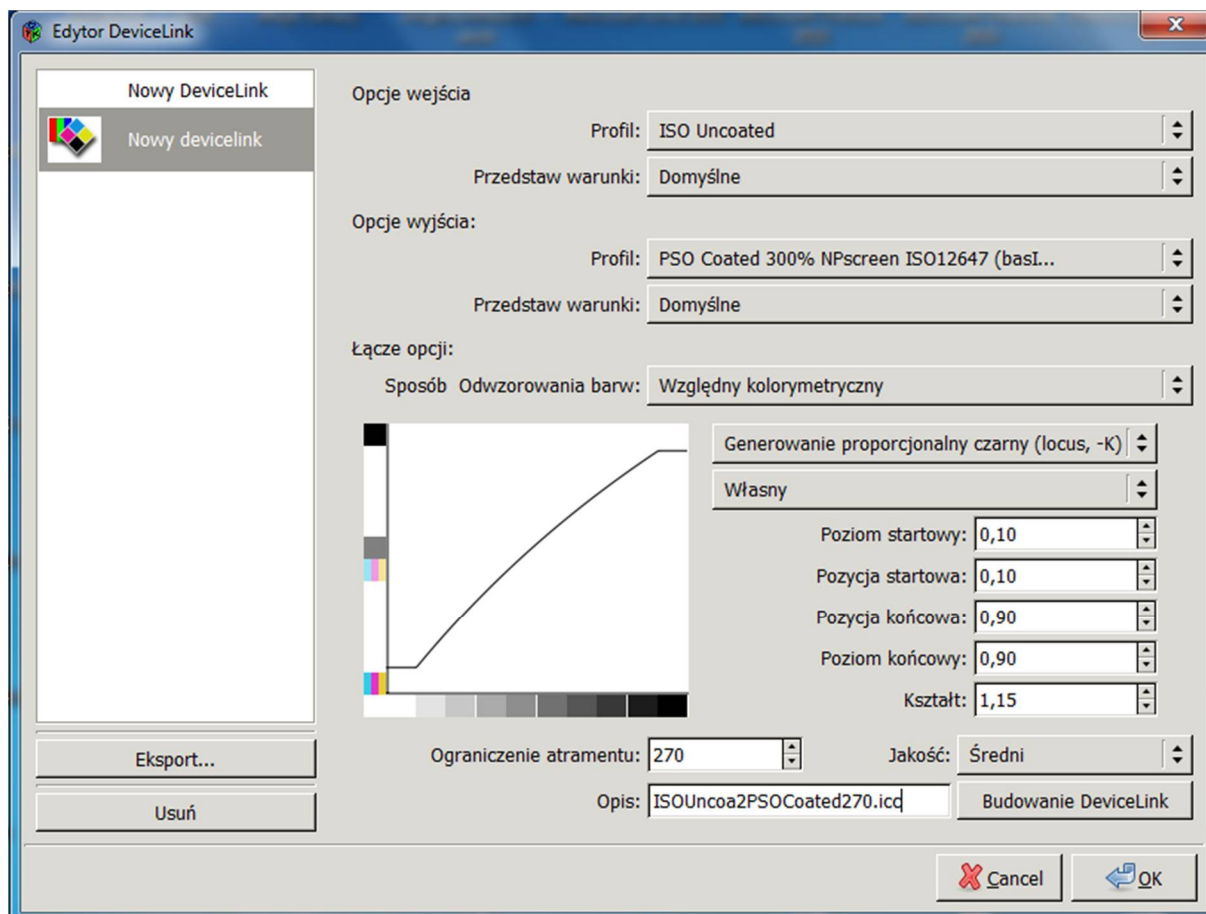 Edytor DeviceLink
Nowy DeviceLink
Nowy devicelink
Eksport...
Usuń
Opcje wejścia
Profil: ISO Uncoated
Przedstaw warunki: Domyślne
Opcje wyjścia:
Profil: PSO Coated 300% NPscreen ISO12647 (basI...
Przedstaw warunki: Domyślne
Łącze opcji:
Sposób Odwzorowania barw: Względny kolorymetryczny
Generowanie proporcjonalny czarny (locus, -K)
Własny
Poziom startowy: 0,10
Pozycja startowa: 0,10
Pozycja końcowa: 0,90
Poziom końcowy: 0,90
Kształt: 1,15
Ograniczenie atramentu: 270 Jakość: Średni
Opis: ISOUncoa2PSOCoated270.icc Budowanie DeviceLink
Cancel OK